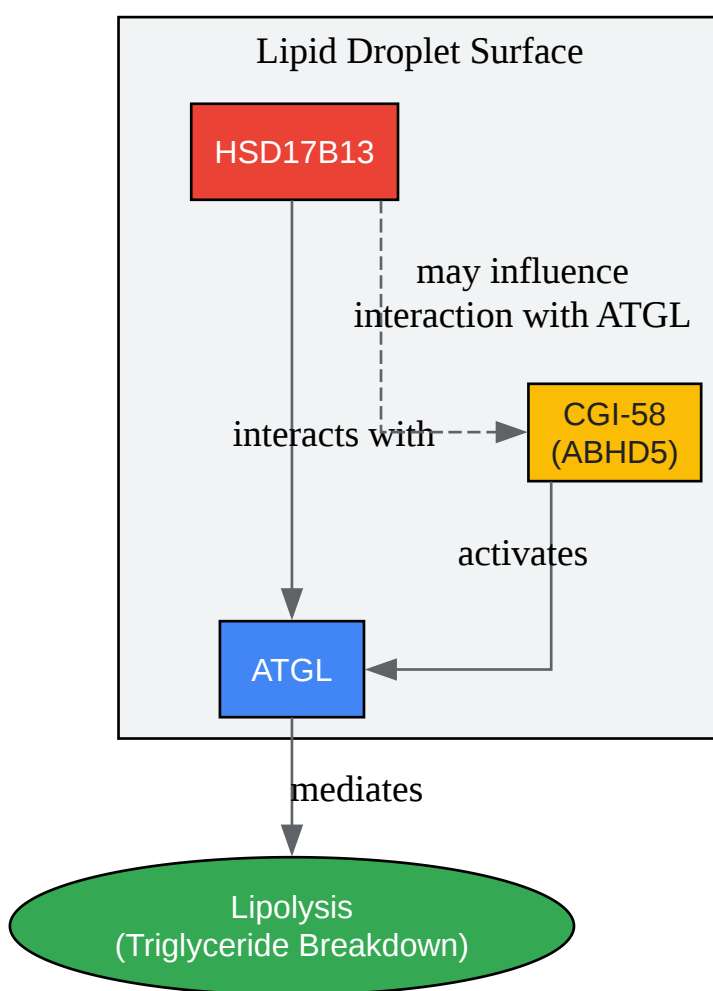 Lipid Droplet Surface
HSD17B13
may influence
interaction with ATGL
CGI-58
(ABHD5)
interacts with
activates
ATGL
mediates
Lipolysis
(Triglyceride Breakdown)